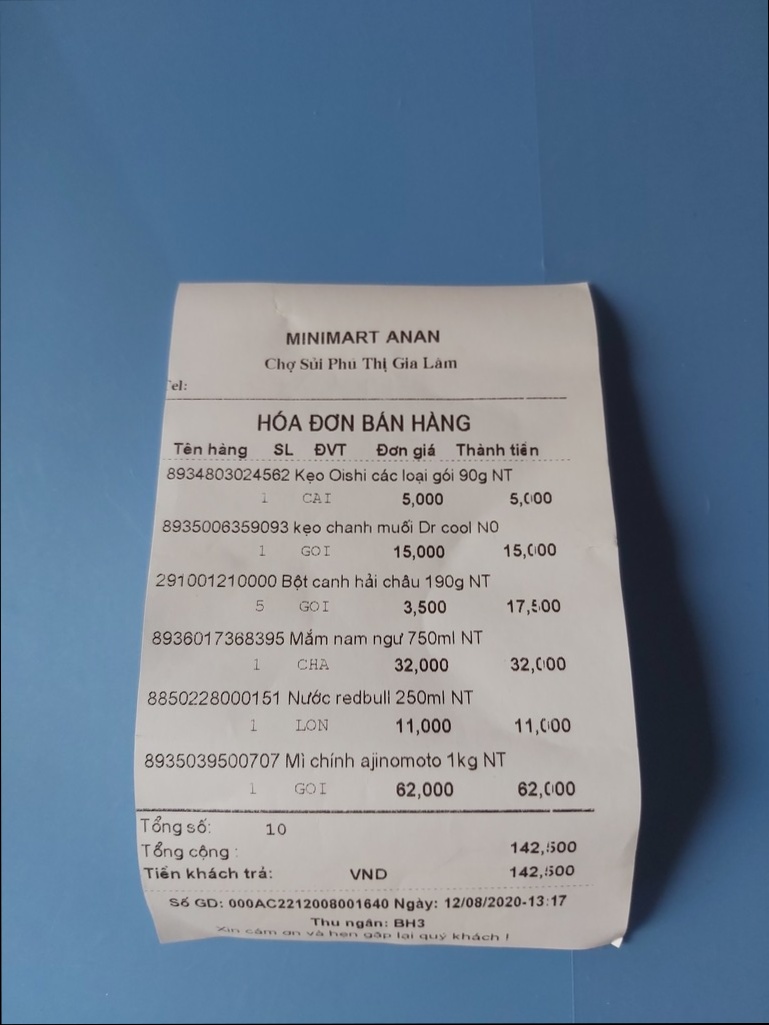 MINIMART ANAN
Chợ Sủi Phú Thị Gia Lâm
Tel:
HÓA ĐƠN BÁN HÀNG
Tên hàng SL ĐVT Đơn giá Thành tiền
8934803024562 Kẹo Oishi các loại gói 90g NT
1 CAI 5,000 5,000
8935006359093 kẹo chanh muối Dr cool N0
1 GOI 15,000 15,000
291001210000 Bột canh hải châu 190g NT
5 GOI 3,500 17,500
8936017368395 Mắm nam ngư 750ml NT
1 CHA 32,000 32,000
8850228000151 Nước redbull 250ml NT
1 LON 11,000 11,000
8935039500707 Mì chính ajinomoto 1kg NT
1 GOI 62,000 62,000
Tổng số: 10
Tổng cộng : 142,500
Tiền khách trả: VND 142,500
Số GD: 000AC2212008001640 Ngày: 12/08/2020-13:17
Thu ngân: BH3
Xin cảm ơn và hẹn gặp lại quý khách !